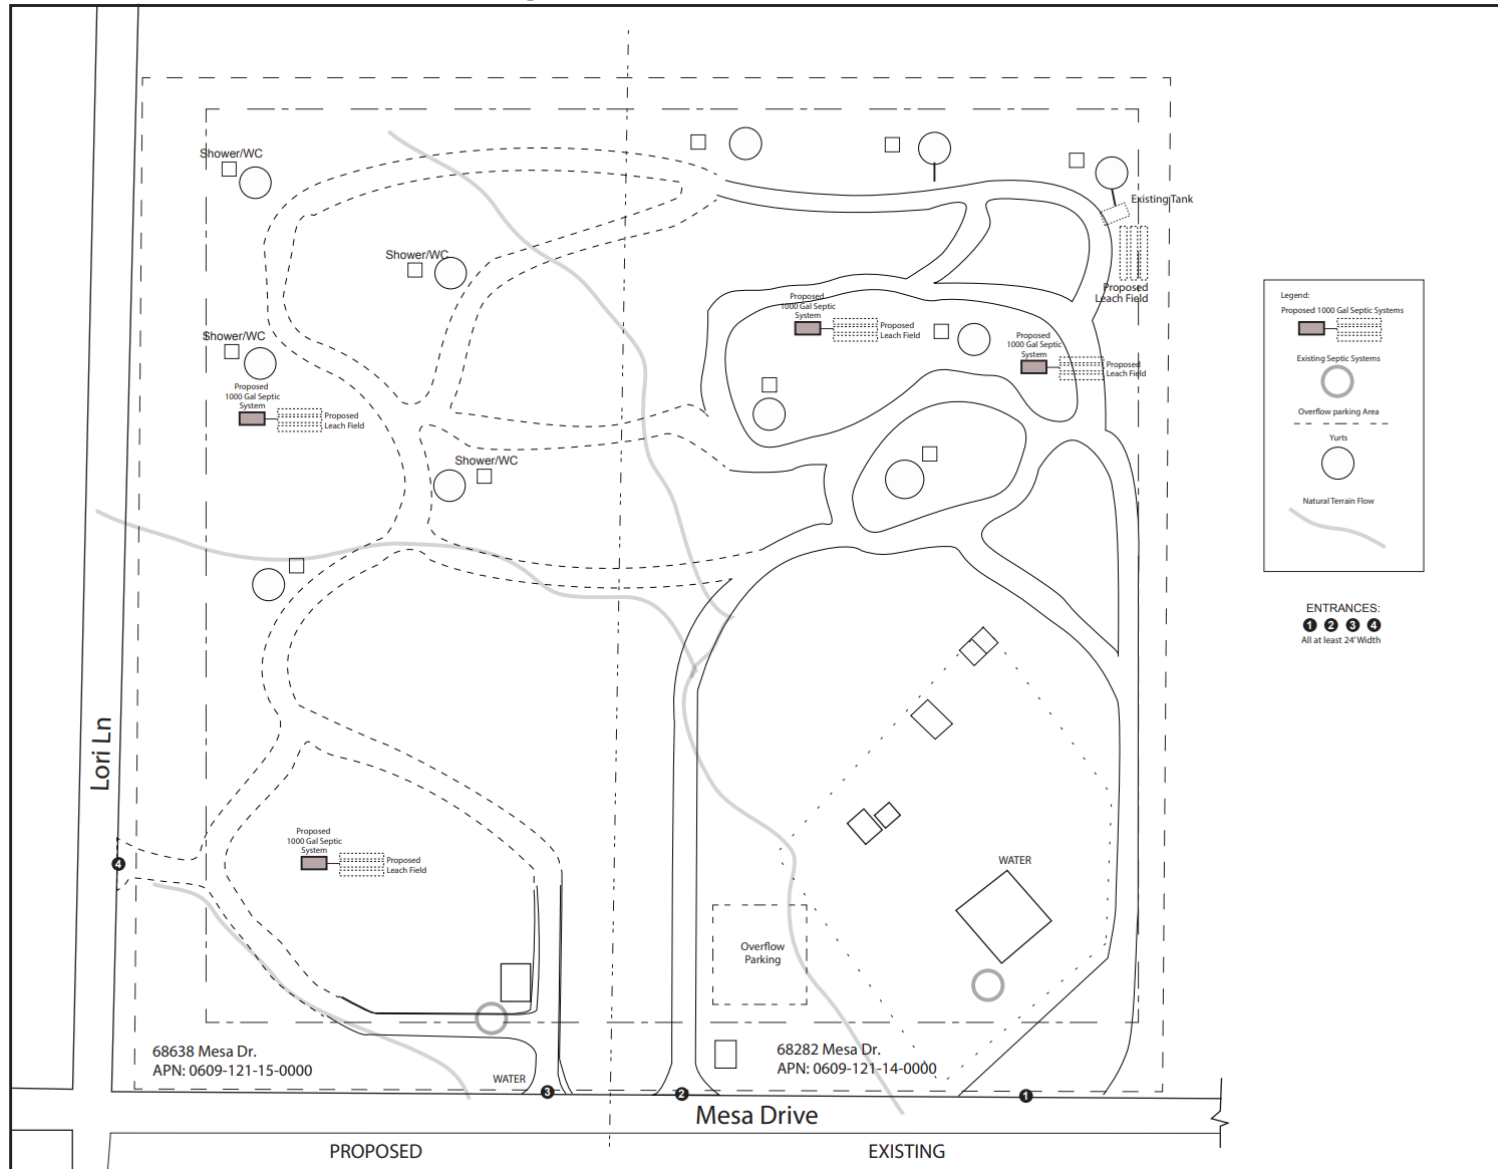 Shower/WC
Existing Tank
Shower/WC
Proposed
Leach Field
Proposed
1000 Gal Septic
System
Proposed
Leach Field
Shower/WC
Proposed
1000 Gal Septic
System
Proposed
Leach Field
Proposed
1000 Gal Septic
System
Proposed
Leach Field
Shower/WC
Legend:
Proposed 1000 Gal Septic Systems
Existing Septic Systems
Overflow parking Area
Yurts
Natural Terrain Flow
ENTRANCES:
1 2 3 4
All at least 24' Width
Lori Ln
Proposed
1000 Gal Septic
System
Proposed
Leach Field
4
WATER
Overflow
Parking
68638 Mesa Dr.
APN: 0609-121-15-0000
68282 Mesa Dr.
APN: 0609-121-14-0000
WATER
3
2
1
Mesa Drive
PROPOSED
EXISTING